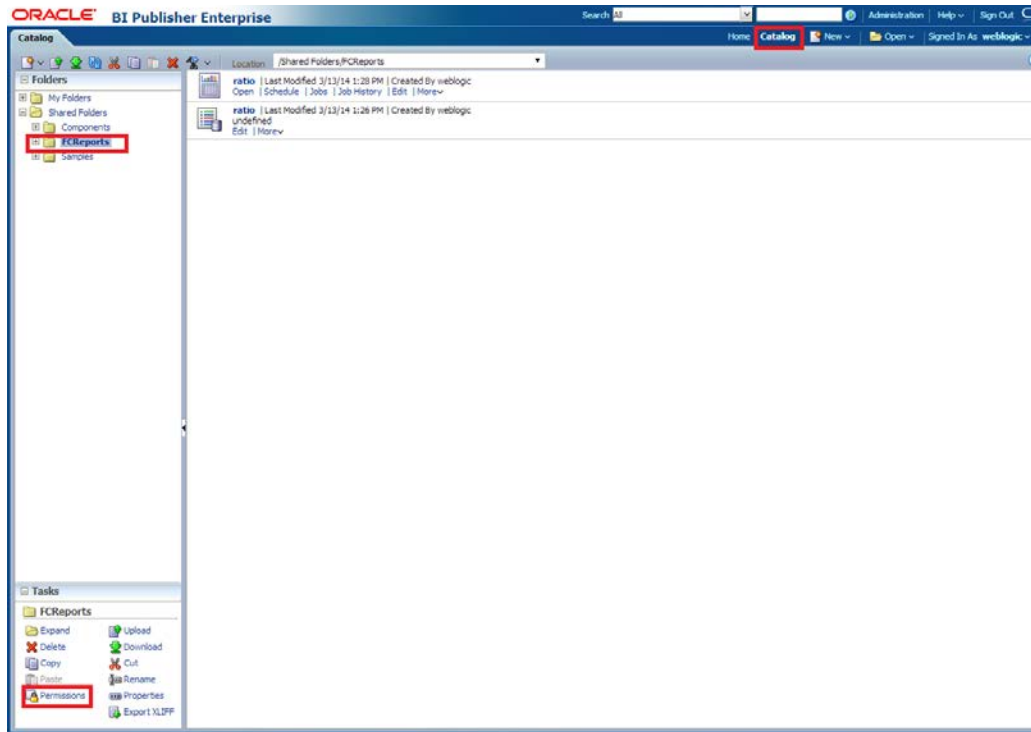 ORACLE BI Publisher Enterprise Search All Administration Help Sign Out
Catalog Home Catalog New Open Signed In As weblogic
Location /Shared Folders/FCReports
Folders
My Folders
Shared Folders
Components
FCReports
Samples
ratio | Last Modified 3/13/14 1:28 PM | Created By weblogic
Open | Schedule | Jobs | Job History | Edit | More
ratio | Last Modified 3/13/14 1:26 PM | Created By weblogic
undefined
Edit | More
Tasks
FCReports
Expand Upload
Delete Download
Copy Cut
Paste Rename
Permissions Properties
Export XLIFF